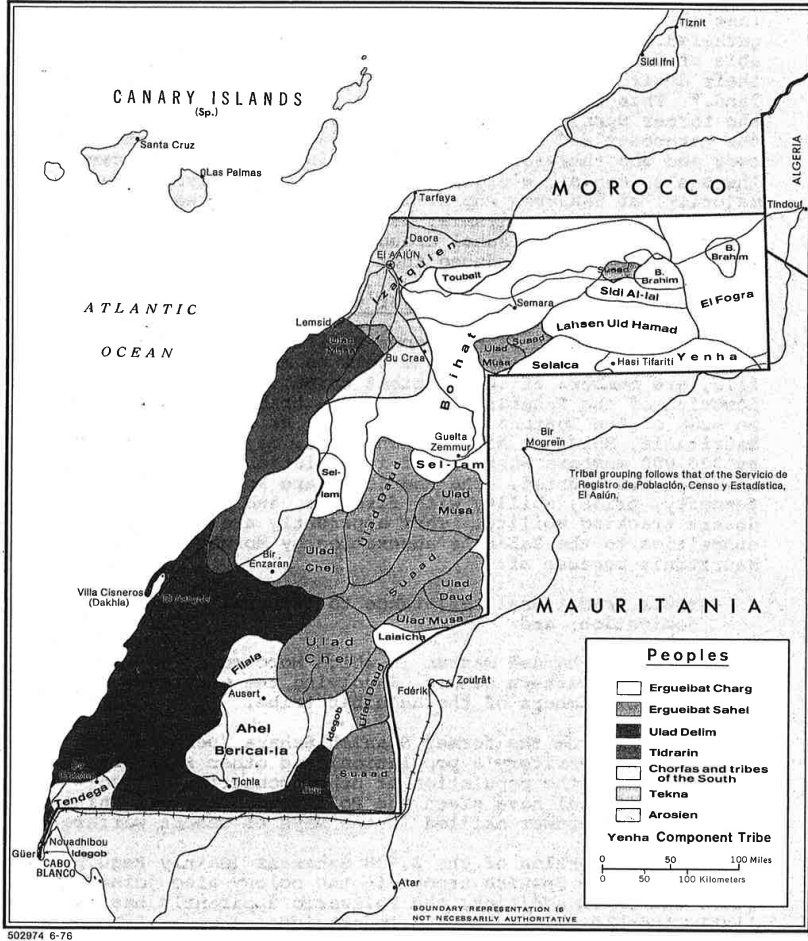 Tiznit
Sidi Ifni
CANARY ISLANDS
(Sp.)
Santa Cruz
Las Palmas
ALGERIA
MOROCCO
Tindouf
Tarfaya
Daora
El AAIÚN
Izarguien
Toubalt
Suaad
B.
Brahim
B.
Brahim
Sidi Al-lal
El Fogra
Semara
ATLANTIC
OCEAN
Lemsid
Bu Craa
Lahsen Uld Hamad
Ulad
Musa
Suaad
Selalca
Hasi Tifariti
Yenha
Boihat
Guelta
Zemmur
Bir
Mogreïn
Sel-lam
Sel-
lam
Tribal grouping follows that of the Servicio de
Registro de Población, Censo y Estadística,
El Aaiún.
Ulad Daud
Ulad
Musa
Ulad
Chej
Suaad
Bir
Enzarán
Ulad
Daud
Ulad Musa
Villa Cisneros
(Dakhla)
MAURITANIA
Laiaicha
Ulad
Chej
Filala
Ausert
Ulad Daud
Fdérik
Zouîrât
Idegob
Ahel
Berical-la
Suaad
Tichla
Tendega
Nouadhibou
Idegob
Güera
CABO
BLANCO
Atar
Peoples
Ergueibat Charg
Ergueibat Sahel
Ulad Delim
Tidrarin
Chorfas and tribes
of the South
Tekna
Arosien
Yenha Component Tribe
0 50 100 Miles
0 50 100 Kilometers
BOUNDARY REPRESENTATION IS
NOT NECESSARILY AUTHORITATIVE
502974 6-76